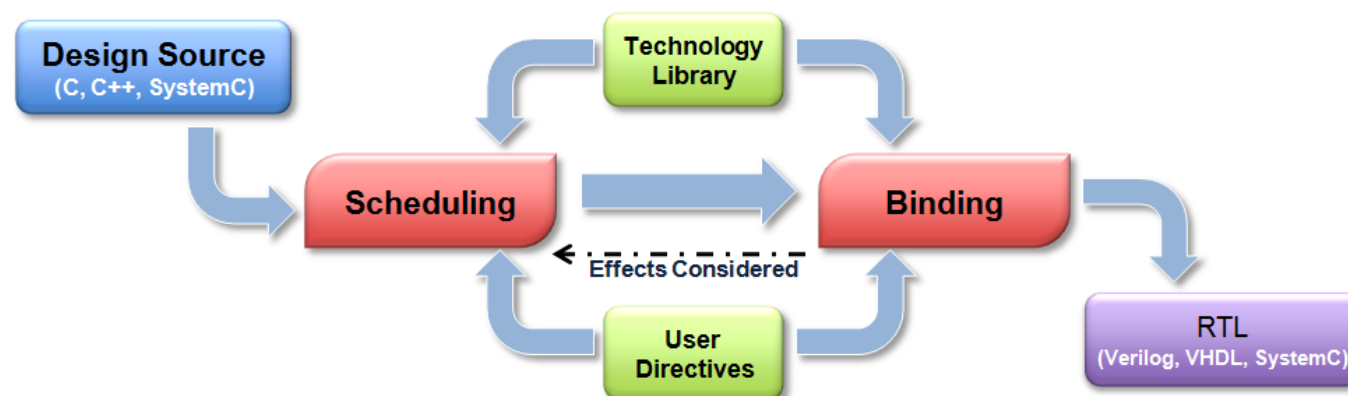 Design Source
(C, C++, SystemC)
Technology
Library
Scheduling
Binding
Effects Considered
User
Directives
RTL
(Verilog, VHDL, SystemC)